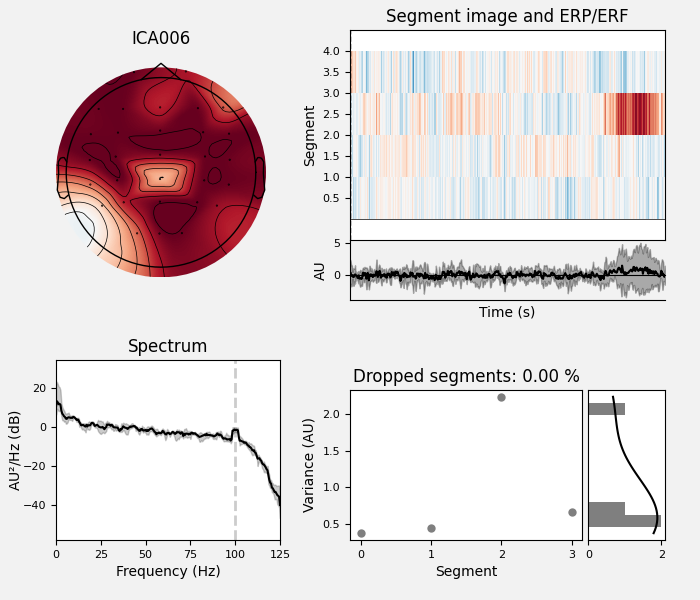 ICA006
Segment image and ERP/ERF
Segment
4.0
3.5
3.0
2.5
2.0
1.5
1.0
0.5
AU
5
0
Time (s)
Spectrum
AU²/Hz (dB)
20
0
−20
−40
0 25 50 75 100 125
Frequency (Hz)
Dropped segments: 0.00 %
Variance (AU)
2.0
1.5
1.0
0.5
0 1 2 3
Segment
0 2